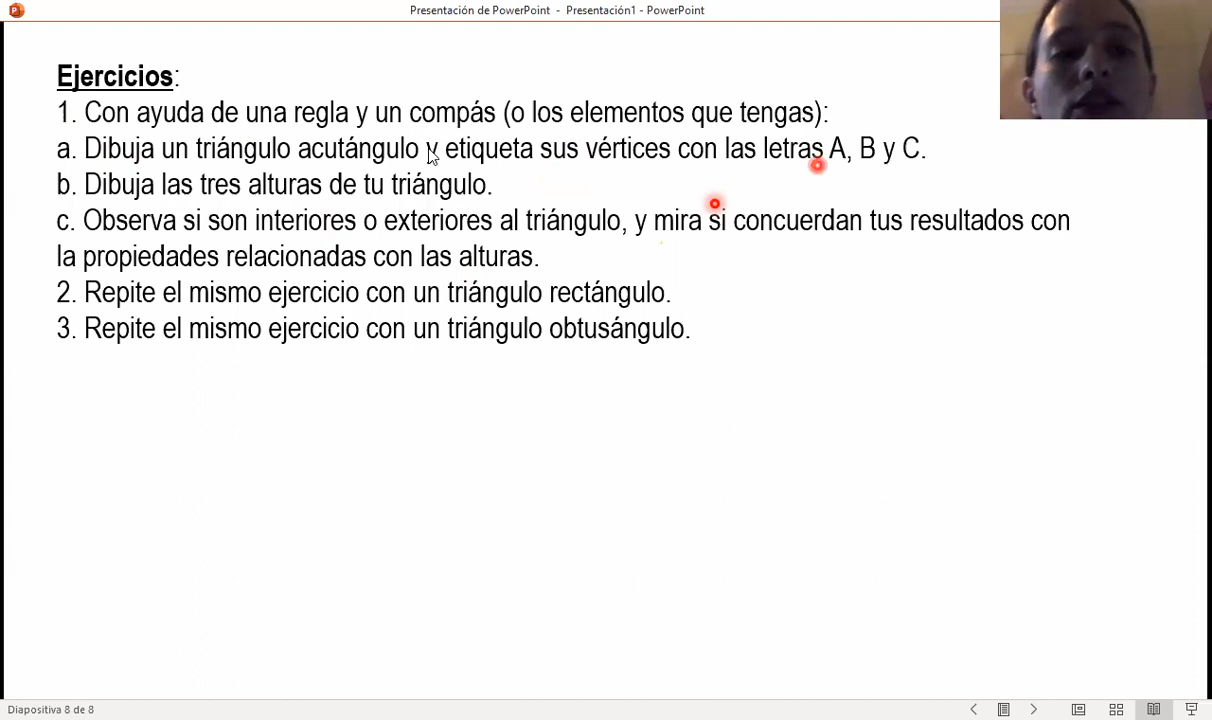 Presentación de PowerPoint - Presentación1 - PowerPoint
Ejercicios:
1. Con ayuda de una regla y un compás (o los elementos que tengas):
a. Dibuja un triángulo acutángulo y etiqueta sus vértices con las letras A, B y C.
b. Dibuja las tres alturas de tu triángulo.
c. Observa si son interiores o exteriores al triángulo, y mira si concuerdan tus resultados con
la propiedades relacionadas con las alturas.
2. Repite el mismo ejercicio con un triángulo rectángulo.
3. Repite el mismo ejercicio con un triángulo obtusángulo.
Diapositiva 8 de 8